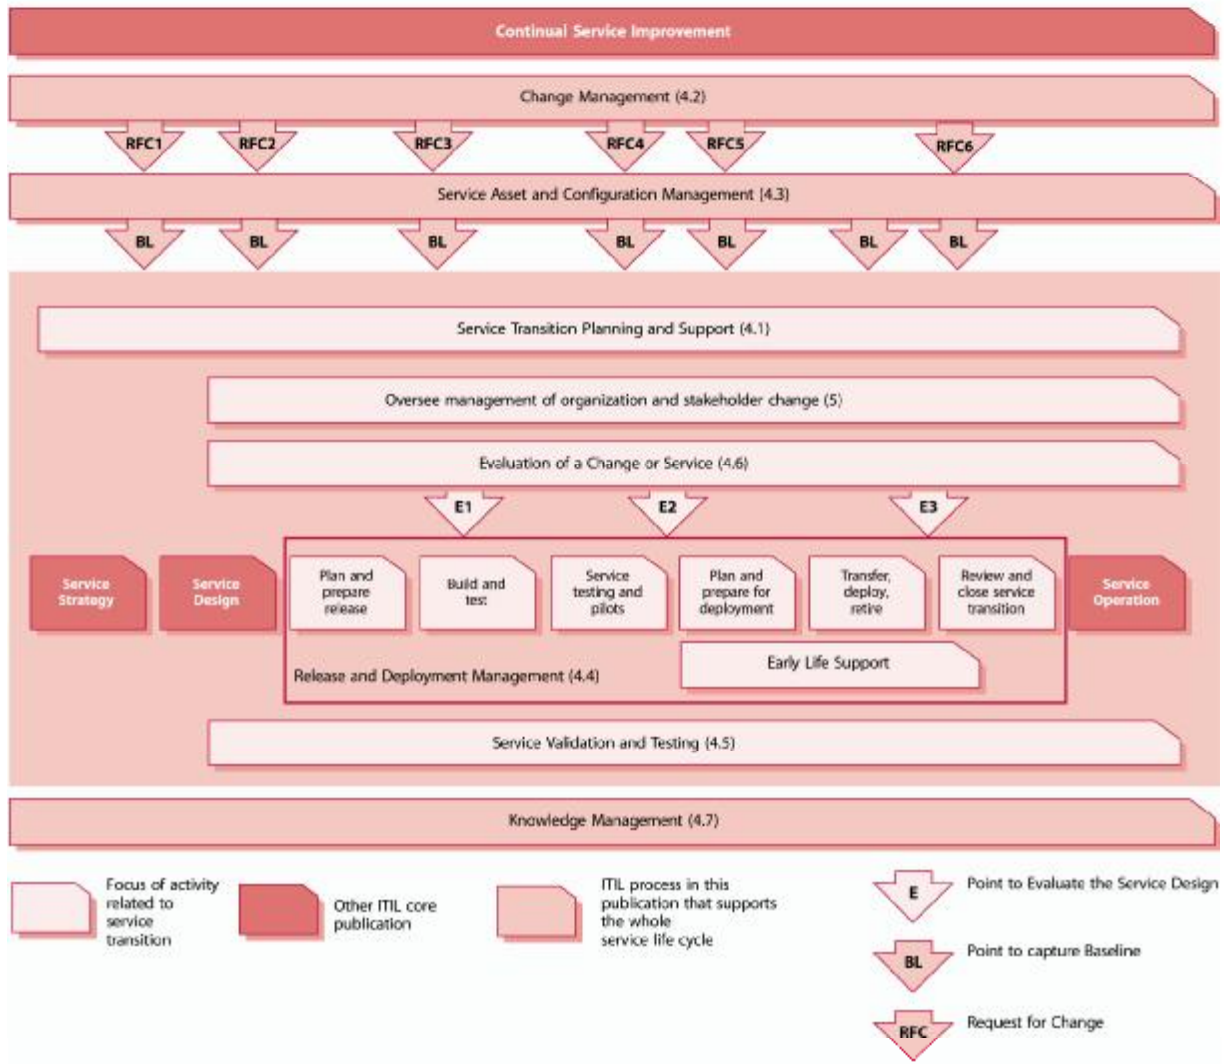 Continual Service Improvement
Change Management (4.2)
RFC1 RFC2 RFC3 RFC4 RFC5 RFC6
Service Asset and Configuration Management (4.3)
BL BL BL BL BL BL BL
Service Transition Planning and Support (4.1)
Oversee management of organization and stakeholder change (5)
Evaluation of a Change or Service (4.6)
E1 E2 E3
Service
Strategy
Service
Design
Plan and
prepare
release
Build and
test
Service
testing and
pilots
Plan and
prepare for
deployment
Transfer,
deploy,
retire
Review and
close service
transition
Service
Operation
Early Life Support
Release and Deployment Management (4.4)
Service Validation and Testing (4.5)
Knowledge Management (4.7)
Focus of activity
related to
service
transition
Other ITIL core
publication
ITIL process in this
publication that supports
the whole
service life cycle
E
Point to Evaluate the Service Design
BL
Point to capture Baseline
RFC
Request for Change